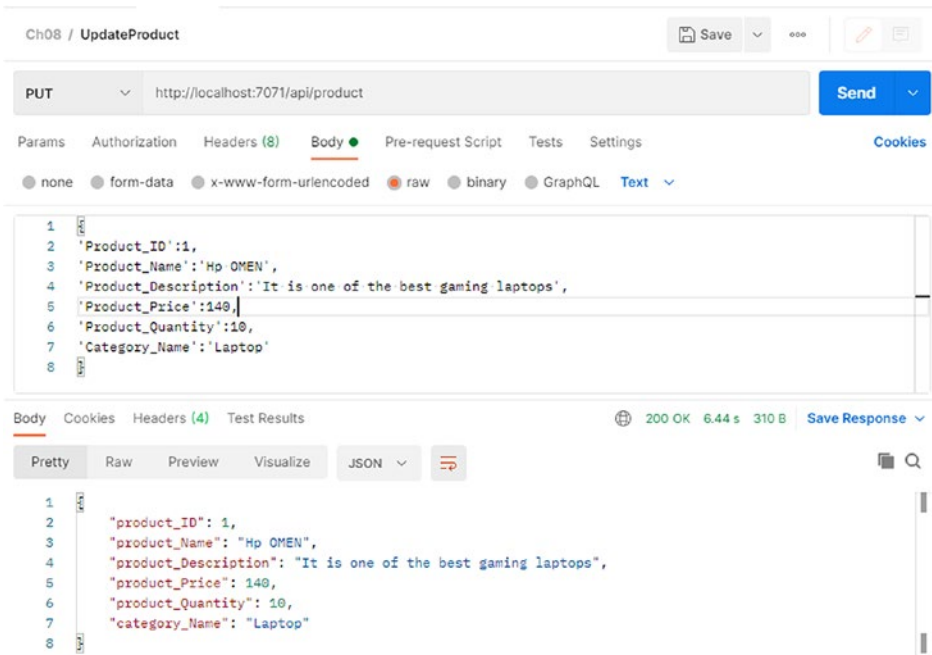 Ch08 / UpdateProduct Save ooo
PUT http://localhost:7071/api/product Send
Params Authorization Headers (8) Body Pre-request Script Tests Settings Cookies
none form-data x-www-form-urlencoded raw binary GraphQL Text
1 {
2 'Product_ID':1,
3 'Product_Name':'Hp OMEN',
4 'Product_Description':'It is one of the best gaming laptops',
5 'Product_Price':140,
6 'Product_Quantity':10,
7 'Category_Name':'Laptop'
8 }
Body Cookies Headers (4) Test Results 200 OK 6.44 s 310 B Save Response
Pretty Raw Preview Visualize JSON
1 {
2 "product_ID": 1,
3 "product_Name": "Hp OMEN",
4 "product_Description": "It is one of the best gaming laptops",
5 "product_Price": 140,
6 "product_Quantity": 10,
7 "category_Name": "Laptop"
8 }